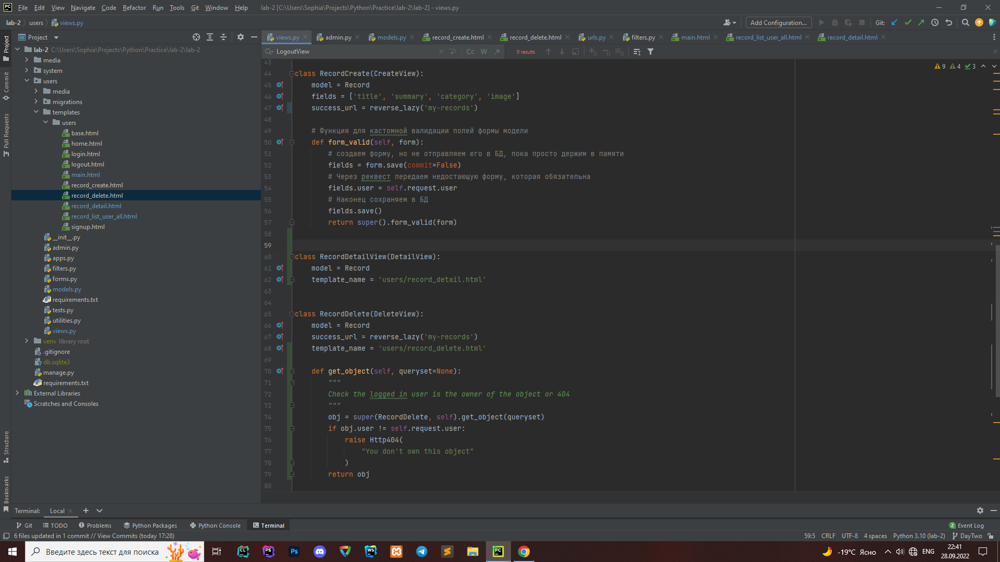 File Edit View Navigate Code Refactor Run Tools Git Window Help lab-2 [C:\Users\Sophia\Projects\Python\Practice\lab-2\lab-2] - views.py
lab-2 users views.py Add Configuration... Git:
Project
views.py admin.py models.py record_create.html record_delete.html urls.py filters.py main.html record_list_user_all.html record_detail.html
LogoutView Cc W .* 0 results
9 4 3
Project
Commit
Pull Requests
Structure
Bookmarks
lab-2 C:\Users\Sophia\Projects\Python\Practice\lab-2\lab-2
media
system
users
media
migrations
templates
users
base.html
home.html
login.html
logout.html
main.html
record_create.html
record_delete.html
record_detail.html
record_list_user_all.html
signup.html
__init__.py
admin.py
apps.py
filters.py
forms.py
models.py
requirements.txt
tests.py
utilities.py
views.py
venv library root
.gitignore
db.sqlite3
manage.py
requirements.txt
External Libraries
Scratches and Consoles
43
44 class RecordCreate(CreateView):
45 model = Record
46 fields = ['title', 'summary', 'category', 'image']
47 success_url = reverse_lazy('my-records')
48
49 # Функция для кастомной валидации полей формы модели
50 def form_valid(self, form):
51 # создаем форму, но не отправляем его в БД, пока просто держим в памяти
52 fields = form.save(commit=False)
53 # Через реквест передаем недостающую форму, которая обязательна
54 fields.user = self.request.user
55 # Наконец сохраняем в БД
56 fields.save()
57 return super().form_valid(form)
58
59
60 class RecordDetailView(DetailView):
61 model = Record
62 template_name = 'users/record_detail.html'
63
64
65 class RecordDelete(DeleteView):
66 model = Record
67 success_url = reverse_lazy('my-records')
68 template_name = 'users/record_delete.html'
69
70 def get_object(self, queryset=None):
71 """
72 Check the logged in user is the owner of the object or 404
73 """
74 obj = super(RecordDelete, self).get_object(queryset)
75 if obj.user != self.request.user:
76 raise Http404(
77 "You don't own this object"
78 )
79 return obj
80
Terminal: Local
Git TODO Problems Python Packages Python Console Terminal 2 Event Log
6 files updated in 1 commit // View Commits (today 17:28) 59:5 CRLF UTF-8 4 spaces Python 3.10 (lab-2) DayTwo
Введите здесь текст для поиска -19°C Ясно ENG 22:41
28.09.2022